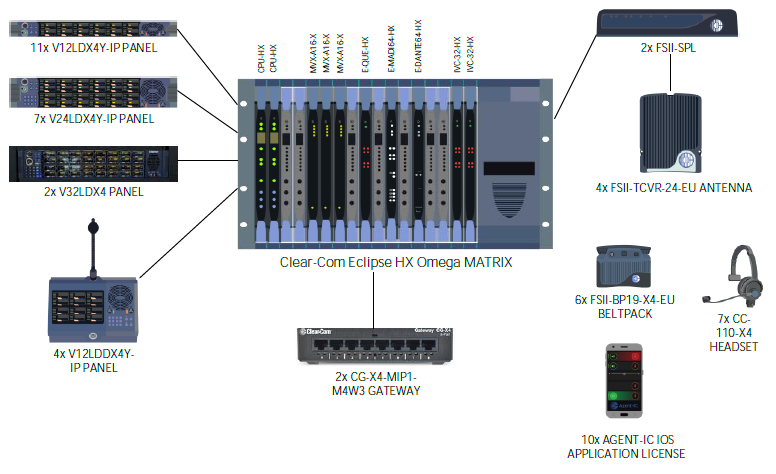 11x V12LDX4Y-IP PANEL
7x V24LDX4Y-IP PANEL
2x V32LDX4 PANEL
4x V12LDDX4Y-
IP PANEL
CPU-HX
CPU-HX
MVX-A16-X
MVX-A16-X
MVX-A16-X
E-QUE-HX
E-MADI64-HX
E-DANTE64-HX
IVC-32-HX
IVC-32-HX
Clear-Com Eclipse HX Omega MATRIX
Clear-Com
Gateway CG-X4
2x CG-X4-MIP1-
M4W3 GATEWAY
2x FSII-SPL
4x FSII-TCVR-24-EU ANTENNA
6x FSII-BP19-X4-EU
BELTPACK
7x CC-
110-X4
HEADSET
10x AGENT-IC IOS
APPLICATION LICENSE